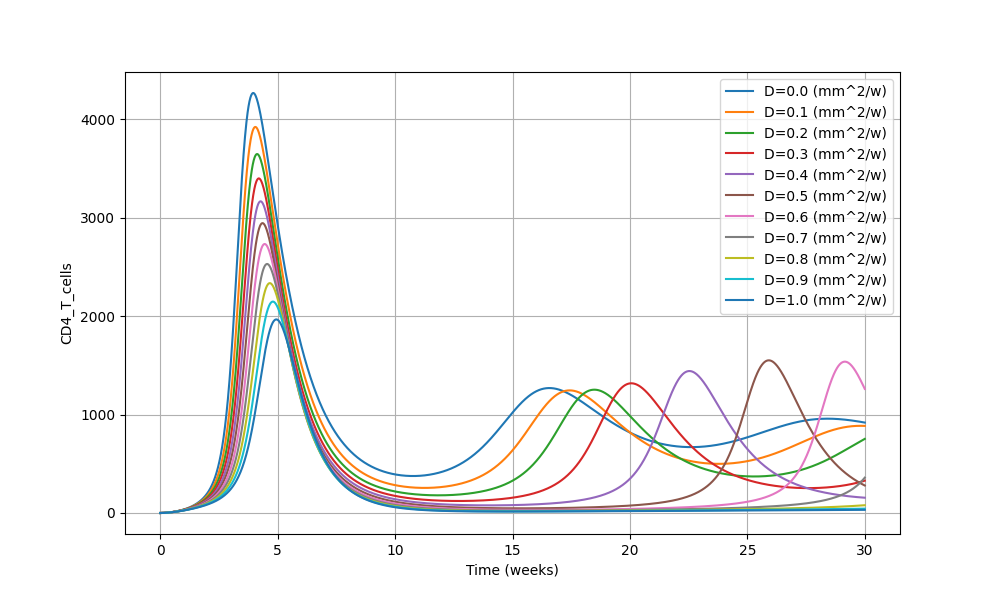 D=0.0 (mm^2/w)
D=0.1 (mm^2/w)
D=0.2 (mm^2/w)
D=0.3 (mm^2/w)
D=0.4 (mm^2/w)
D=0.5 (mm^2/w)
D=0.6 (mm^2/w)
D=0.7 (mm^2/w)
D=0.8 (mm^2/w)
D=0.9 (mm^2/w)
D=1.0 (mm^2/w)
4000
3000
2000
1000
0
CD4_T_cells
0 5 10 15 20 25 30
Time (weeks)